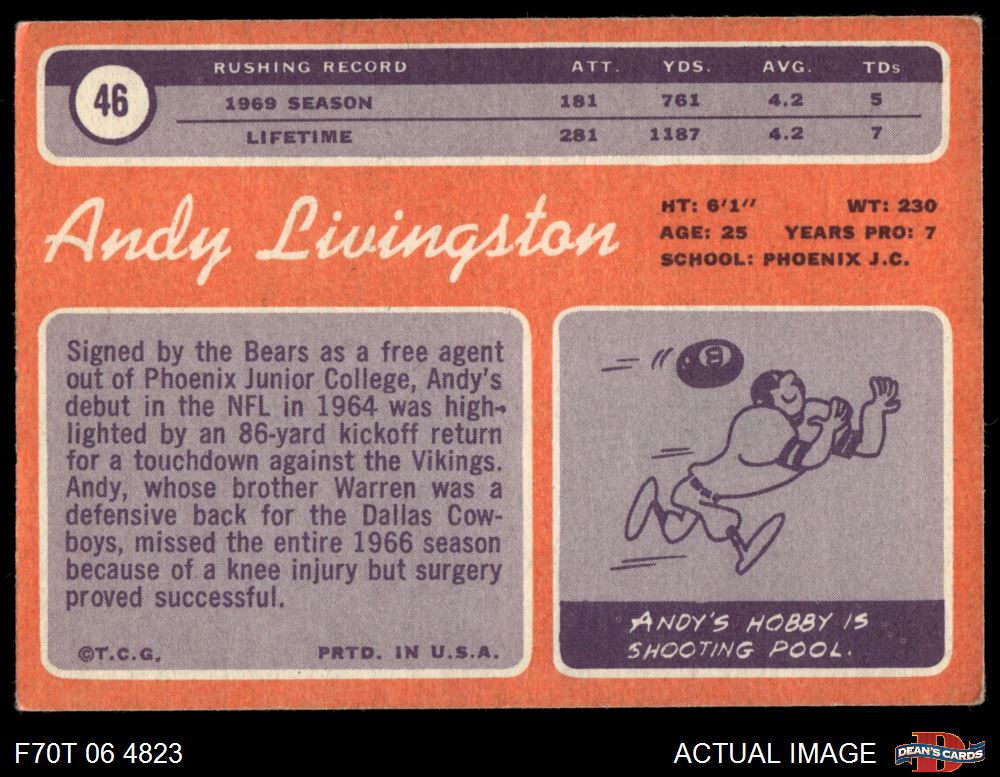 RUSHING RECORD ATT. YDS. AVG. TDs
46
1969 SEASON 181 761 4.2 5
LIFETIME 281 1187 4.2 7
Andy Livingston
HT: 6'1" WT: 230
AGE: 25 YEARS PRO: 7
SCHOOL: PHOENIX J.C.
Signed by the Bears as a free agent
out of Phoenix Junior College, Andy's
debut in the NFL in 1964 was high-
lighted by an 86-yard kickoff return
for a touchdown against the Vikings.
Andy, whose brother Warren was a
defensive back for the Dallas Cow-
boys, missed the entire 1966 season
because of a knee injury but surgery
proved successful.
©T.C.G. PRTD. IN U.S.A.
8
ANDY'S HOBBY IS
SHOOTING POOL.
F70T 06 4823
ACTUAL IMAGE
D
DEAN'S CARDS